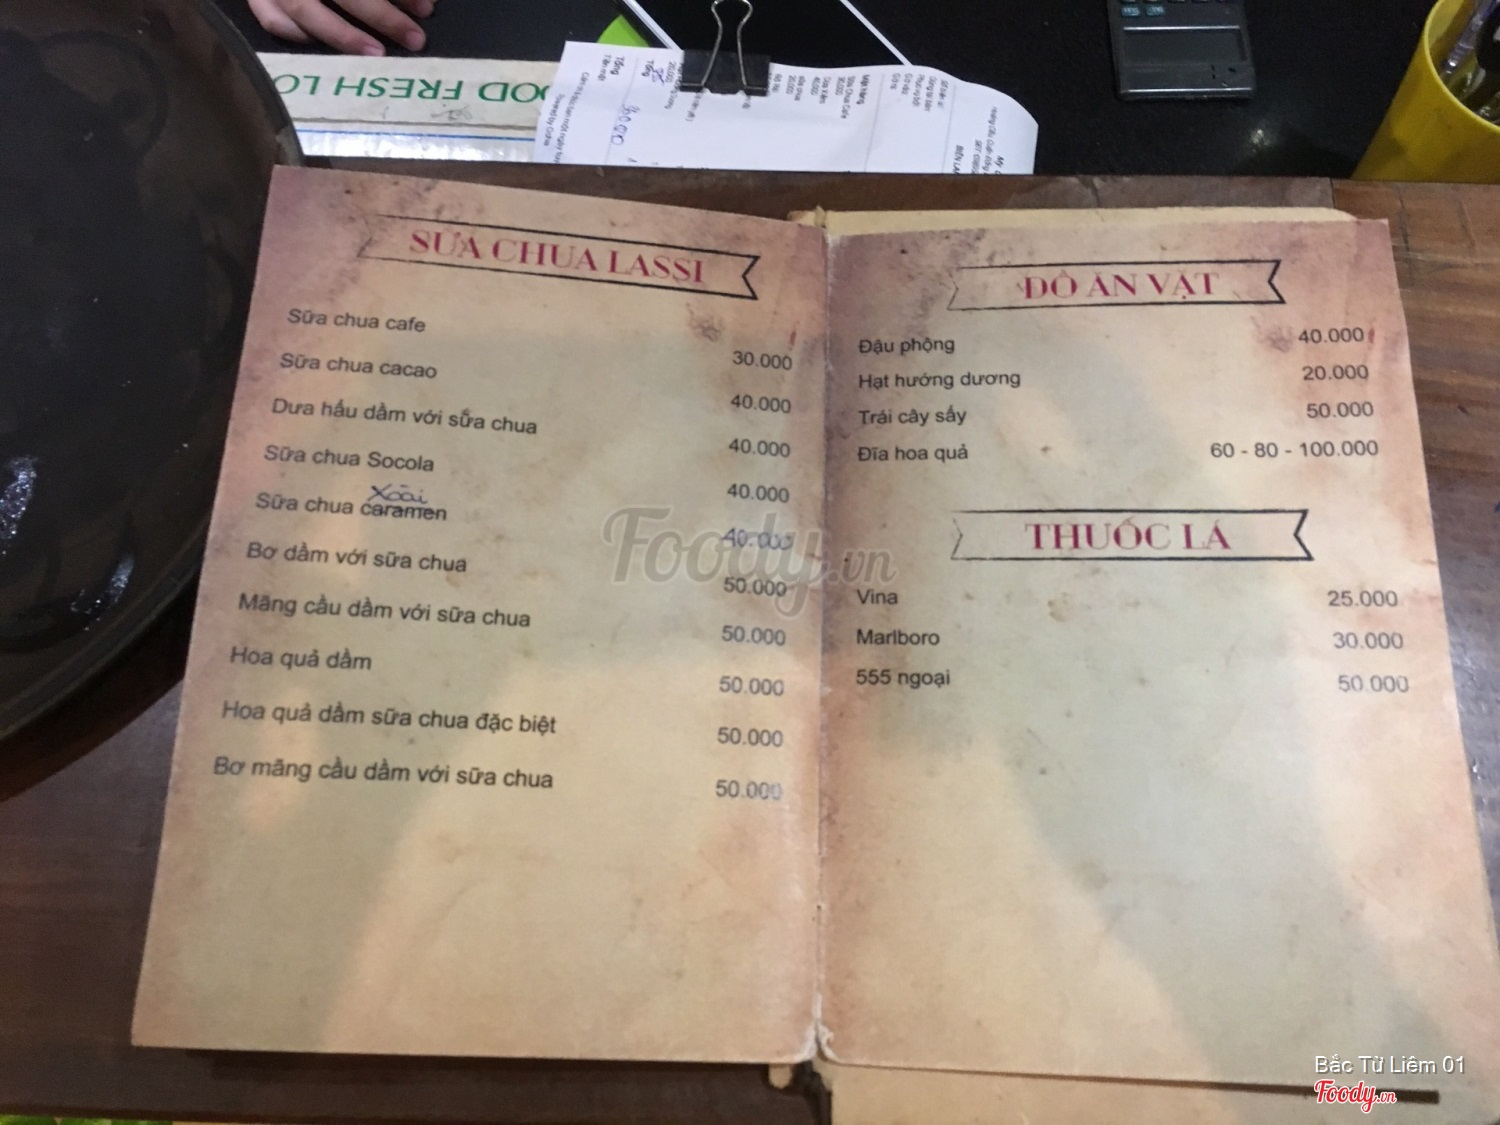 OOD FRESH LO
SỮA CHUA LASSI
Sữa chua cafe 30.000
Sữa chua cacao 40.000
Dưa hấu dầm với sữa chua 40.000
Sữa chua Socola 40.000
Xoài
Sữa chua caramen 40.000
Bơ dầm với sữa chua 50.000
Mãng cầu dầm với sữa chua 50.000
Hoa quả dầm 50.000
Hoa quả dầm sữa chua đặc biệt 50.000
Bơ mãng cầu dầm với sữa chua 50.000
ĐỒ ĂN VẶT
Đậu phộng 40.000
Hạt hướng dương 20.000
Trái cây sấy 50.000
Đĩa hoa quả 60 - 80 - 100.000
THUỐC LÁ
Vina 25.000
Marlboro 30.000
555 ngoại 50.000
Foody.vn
Bắc Từ Liêm 01
Foody.vn